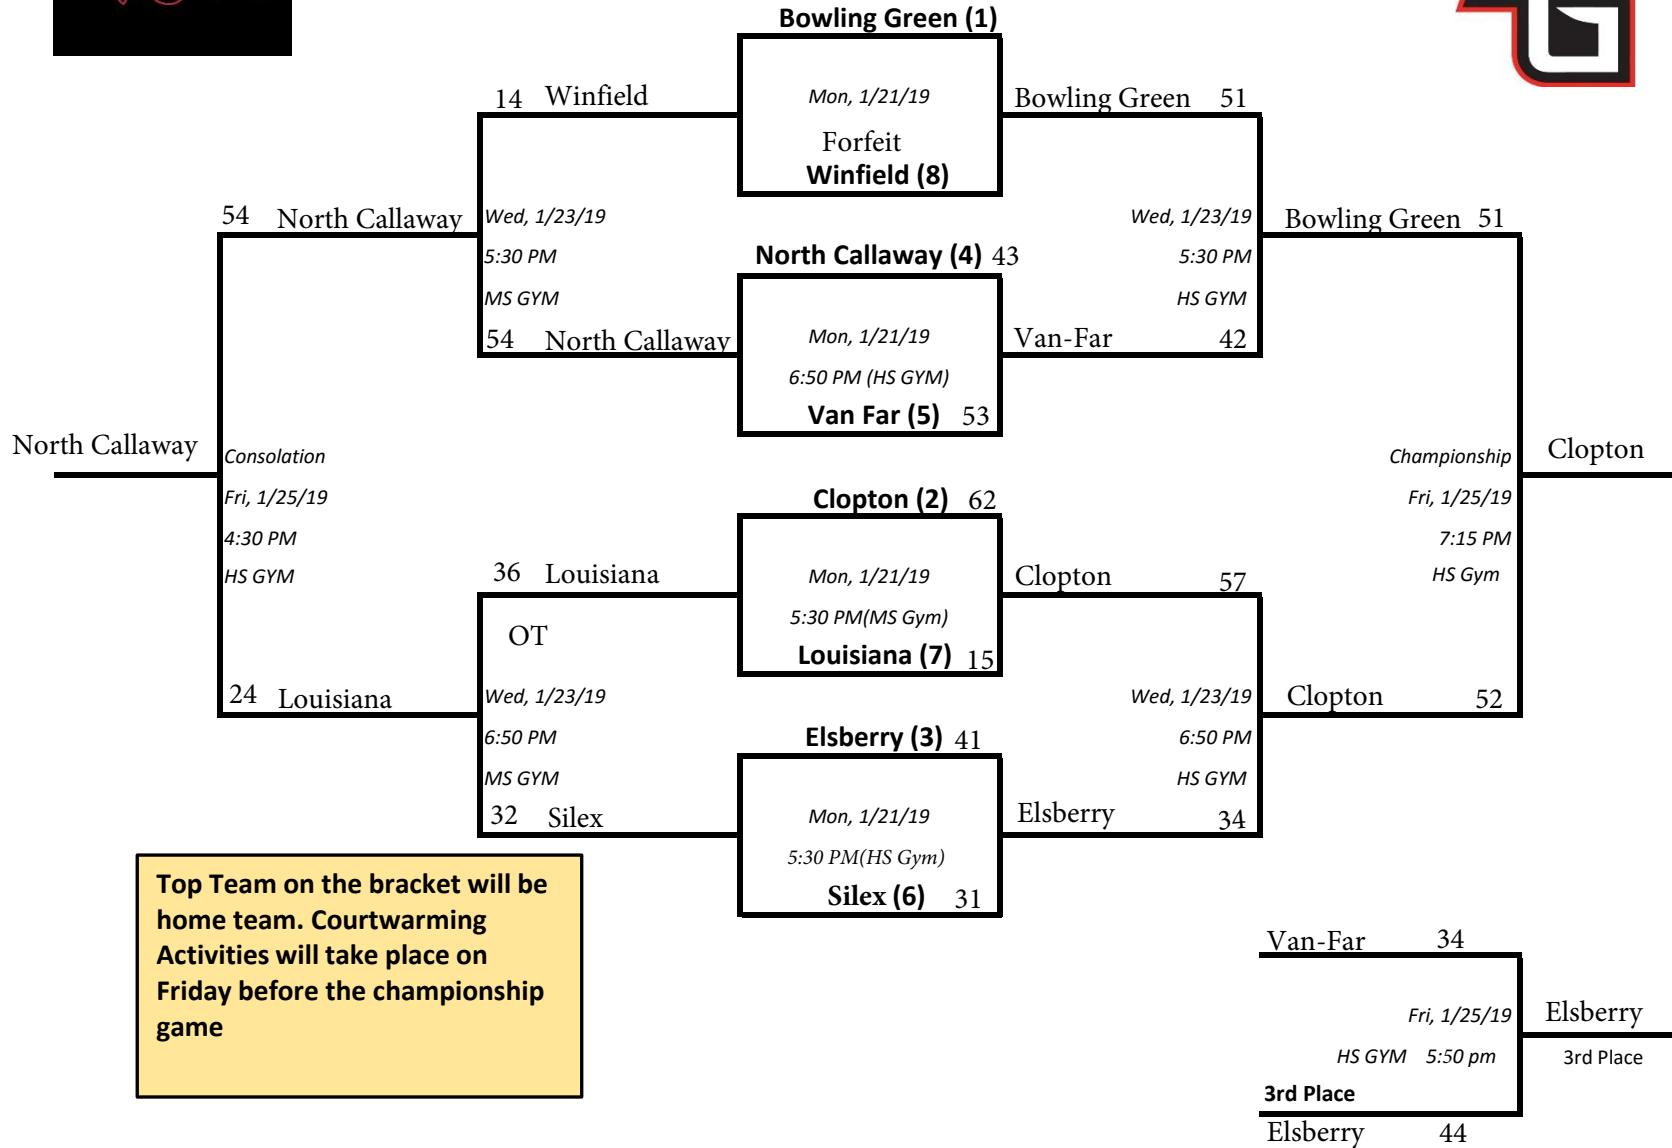 Bowling Green (1)
14 Winfield
Mon, 1/21/19
Bowling Green 51
Forfeit
Winfield (8)
54 North Callaway
Wed, 1/23/19
Wed, 1/23/19
Bowling Green 51
5:30 PM
North Callaway (4) 43
5:30 PM
MS GYM
HS GYM
54 North Callaway
Mon, 1/21/19
Van-Far 42
6:50 PM (HS GYM)
Van Far (5) 53
North Callaway
Consolation
Championship
Clopton
Fri, 1/25/19
Clopton (2) 62
Fri, 1/25/19
4:30 PM
7:15 PM
HS GYM
36 Louisiana
Mon, 1/21/19
Clopton 57
HS Gym
OT
5:30 PM(MS Gym)
Louisiana (7) 15
24 Louisiana
Wed, 1/23/19
Wed, 1/23/19
Clopton 52
6:50 PM
Elsberry (3) 41
6:50 PM
MS GYM
HS GYM
32 Silex
Mon, 1/21/19
Elsberry 34
5:30 PM(HS Gym)
Silex (6) 31
Top Team on the bracket will be
home team. Courtwarming
Activities will take place on
Friday before the championship
game
Van-Far 34
Fri, 1/25/19
Elsberry
HS GYM 5:50 pm
3rd Place
3rd Place
Elsberry 44